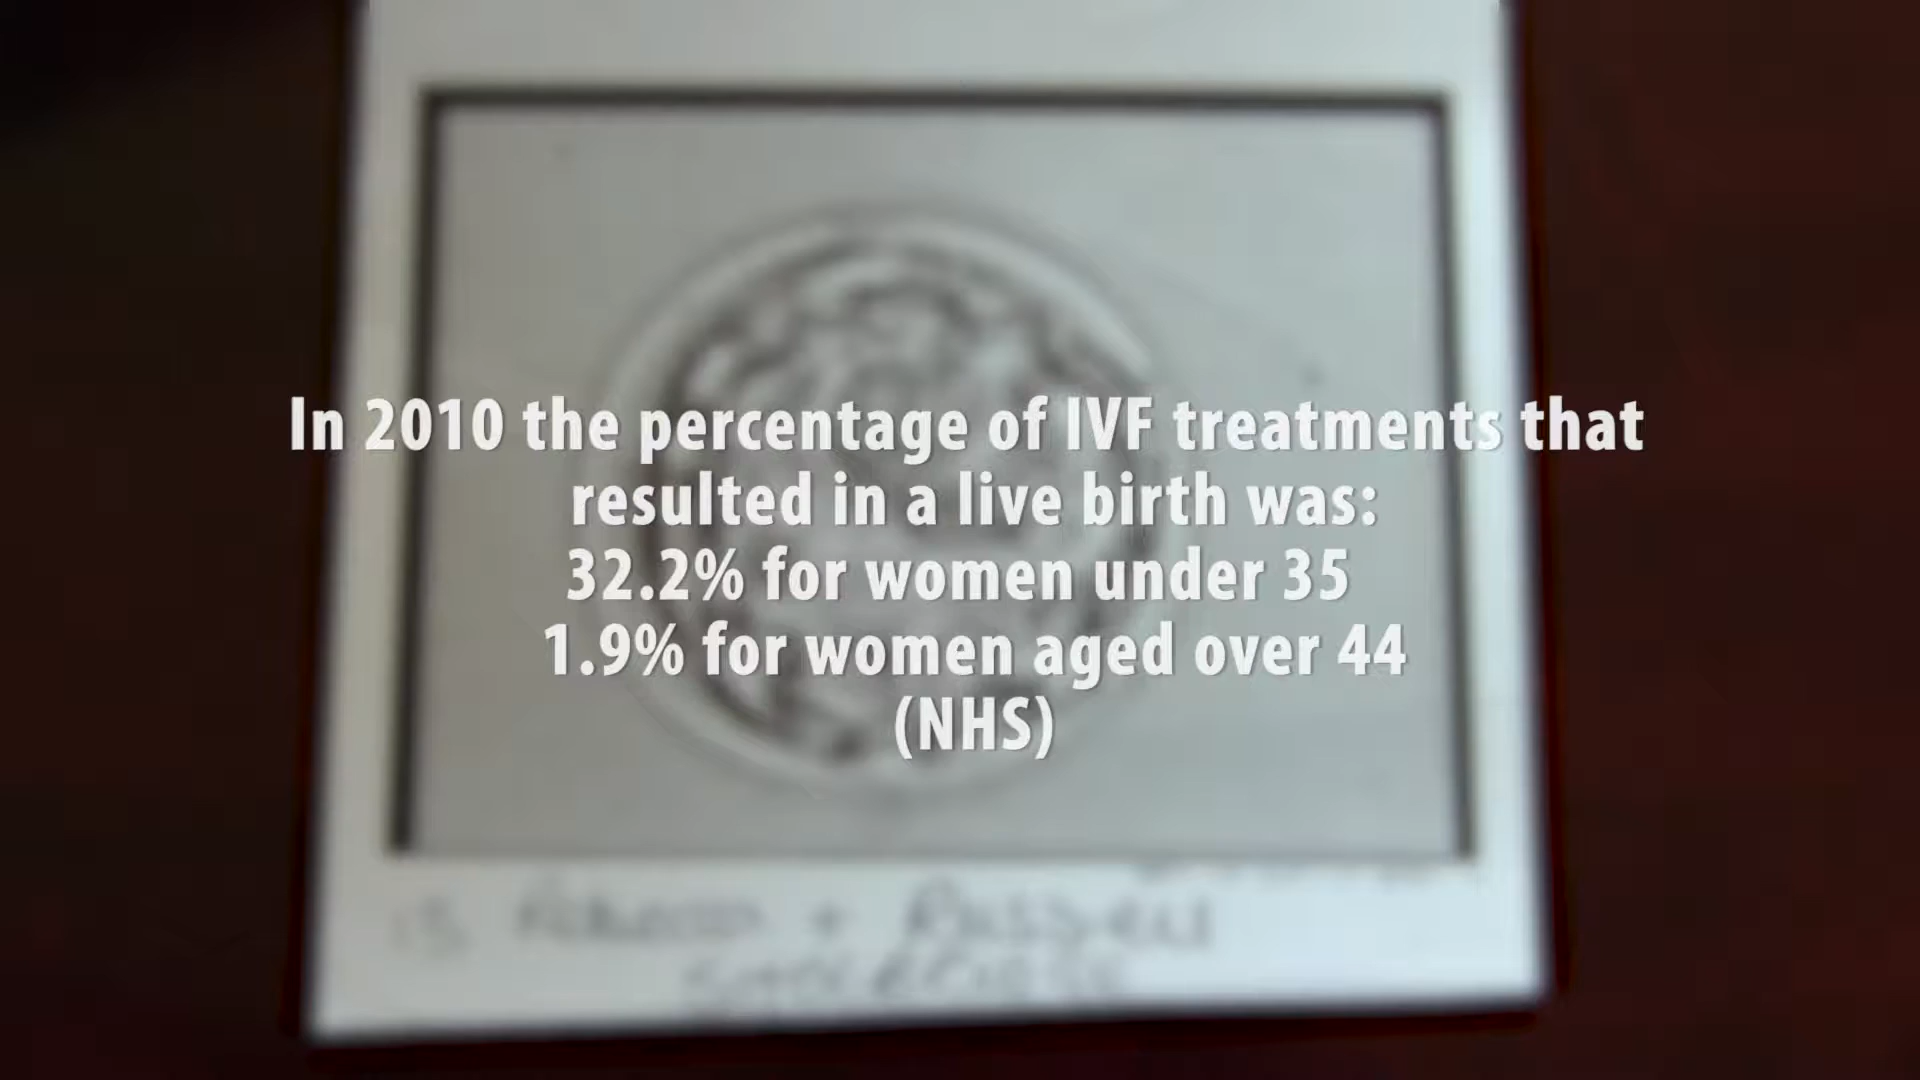 In 2010 the percentage of IVF treatments that
resulted in a live birth was:
32.2% for women under 35
1.9% for women aged over 44
(NHS)